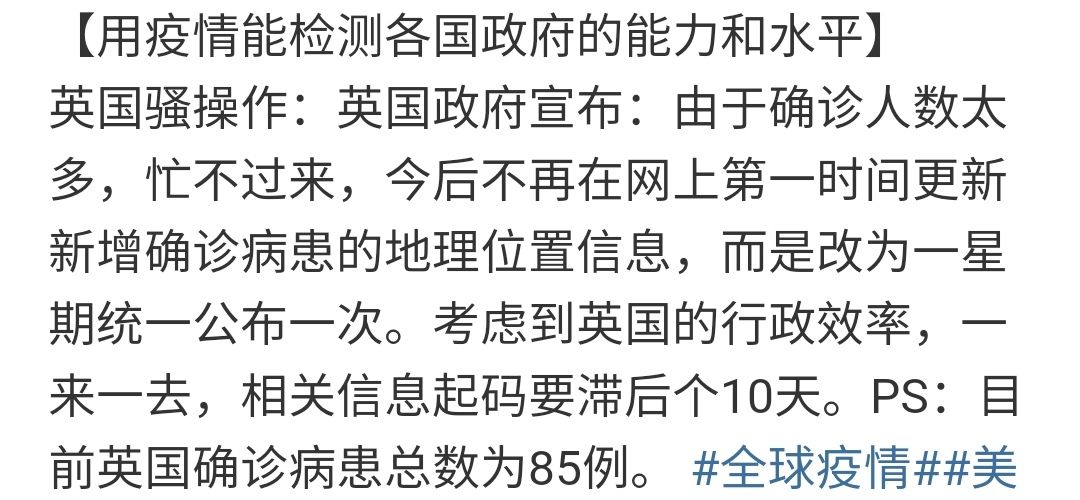 【用疫情能检测各国政府的能力和水平】
英国骚操作：英国政府宣布：由于确诊人数太
多，忙不过来，今后不再在网上第一时间更新
新增确诊病患的地理位置信息，而是改为一星
期统一公布一次。考虑到英国的行政效率，一
来一去，相关信息起码要滞后个10天。PS：目
前英国确诊病患总数为85例。 #全球疫情##美